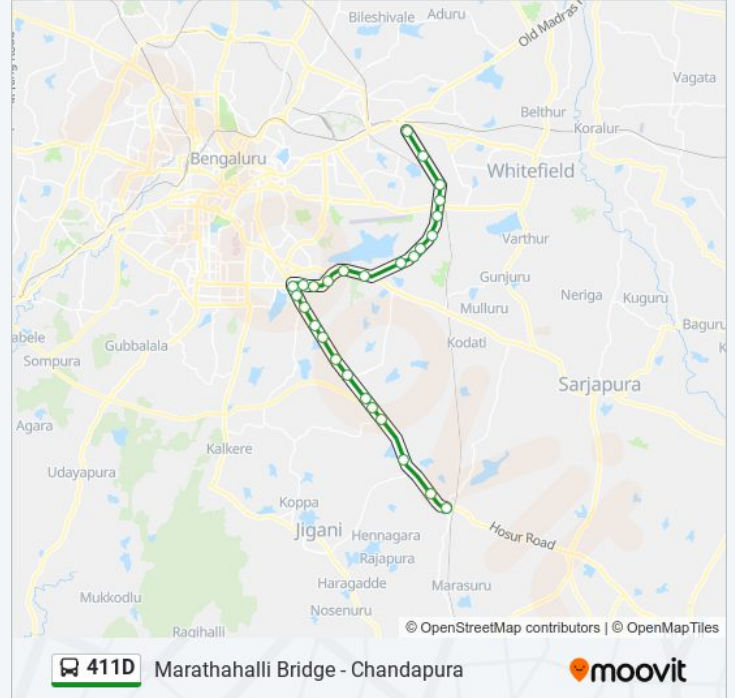 Bileshivale
Aduru
Old Madras
Vagata
Belthur
Koralur
Bengaluru
Whitefield
Varthur
Gunjuru
Neriga
Kuguru
Mulluru
Baguru
Kodati
Gubbalala
Sompura
Sarjapura
Agara
Kalkere
Udayapura
Koppa
Jigani
Hennagara
Hosur Road
Rajapura
Haragadde
Marasuru
Mukkodlu
Nosenuru
Ragihalli
© OpenStreetMap contributors | © OpenMapTiles
411D Marathahalli Bridge - Chandapura
moovit